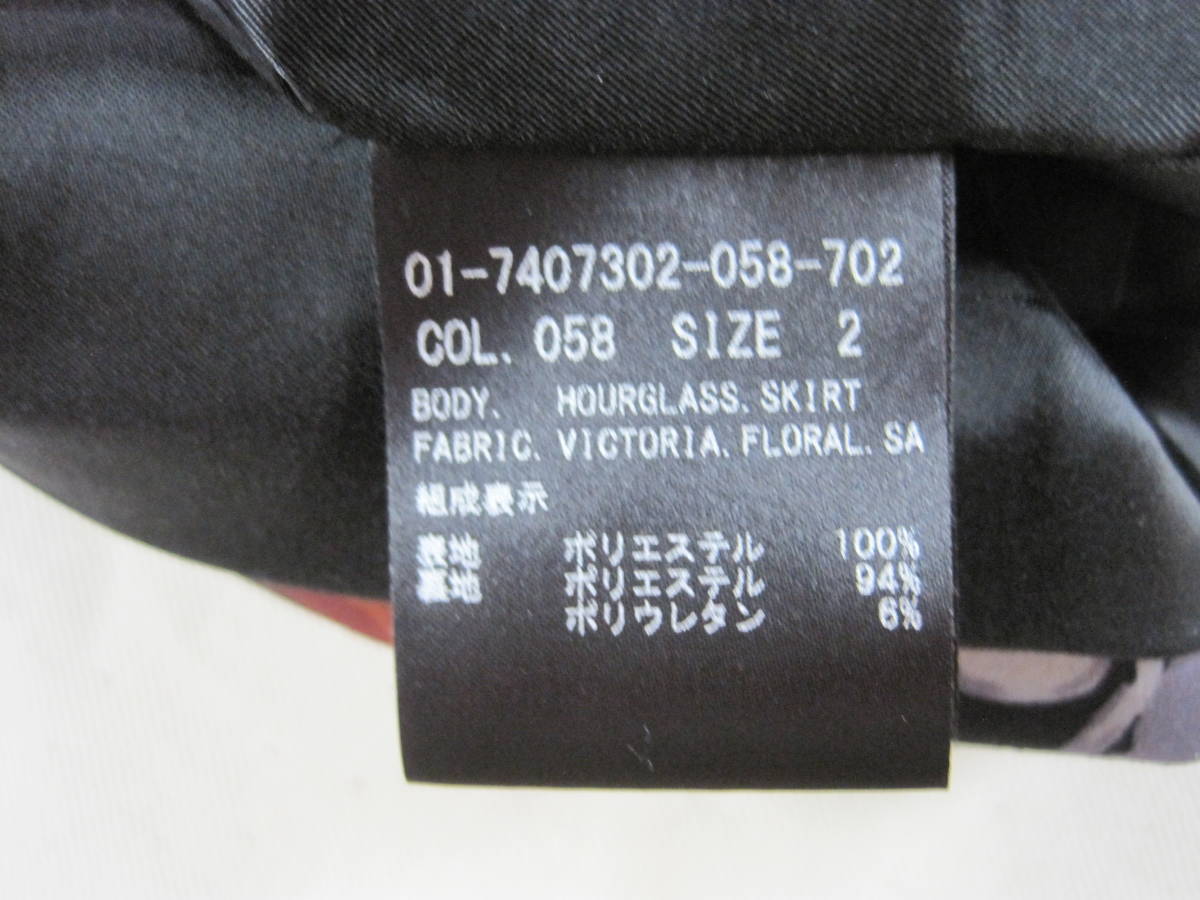 01-7407302-058-702
COL. 058 SIZE 2
BODY. HOURGLASS.SKIRT
FABRIC. VICTORIA.FLORAL.SA
組成表示
表地 ポリエステル 100%
裏地 ポリエステル 94%
ポリウレタン 6%